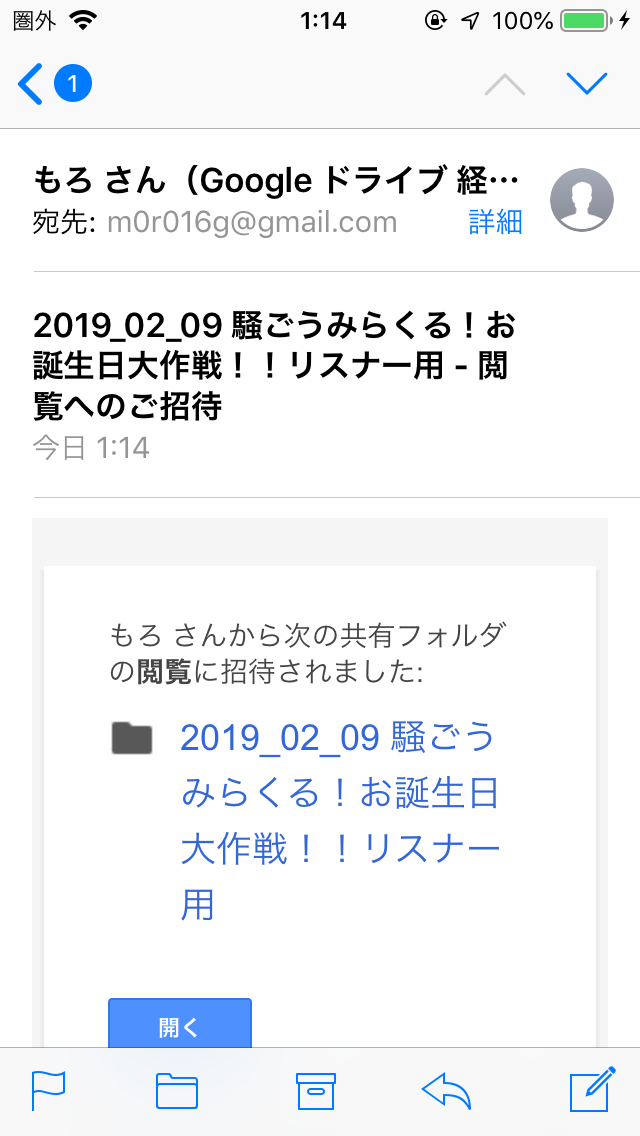 圏外 1:14 100%
1
もろ さん（Google ドライブ 経…
宛先: m0r016g@gmail.com 詳細
2019_02_09 騒ごうみらくる！お
誕生日大作戦！！リスナー用 - 閲
覧へのご招待
今日 1:14
もろ さんから次の共有フォルダ
の閲覧に招待されました:
2019_02_09 騒ごう
みらくる！お誕生日
大作戦！！リスナー
用
開く